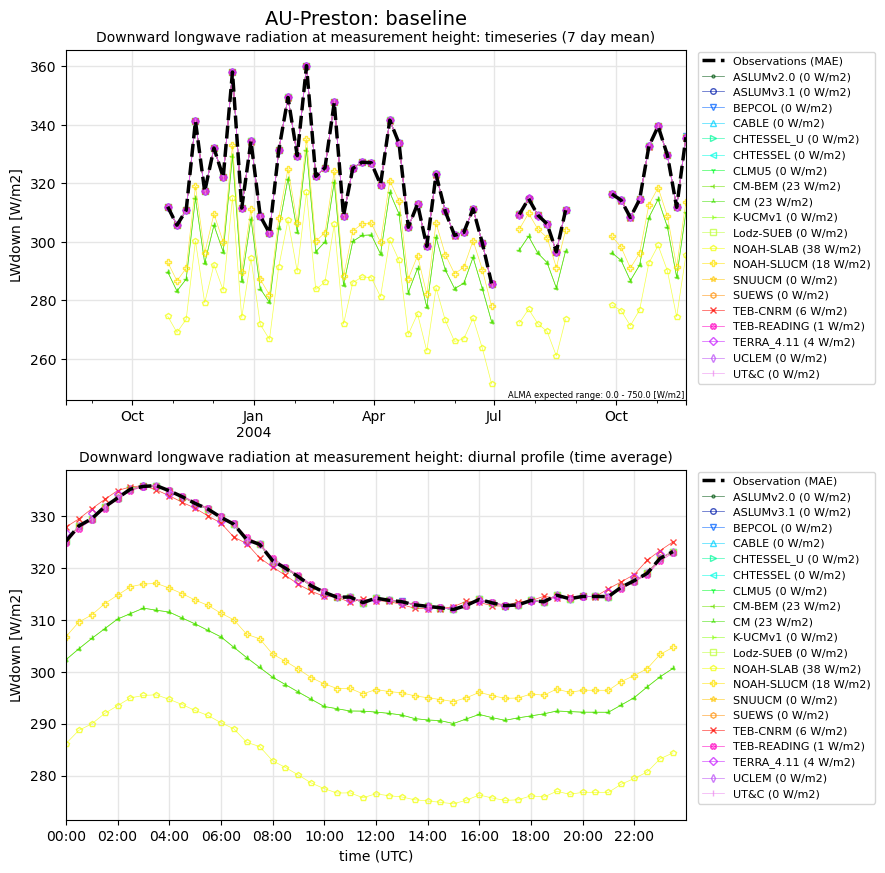 AU-Preston: baseline
Downward longwave radiation at measurement height: timeseries (7 day mean)
LWdown [W/m2]
360
340
320
300
280
260
Oct
Jan
2004
Apr
Jul
Oct
ALMA expected range: 0.0 - 750.0 [W/m2]
Observations (MAE)
ASLUMv2.0 (0 W/m2)
ASLUMv3.1 (0 W/m2)
BEPCOL (0 W/m2)
CABLE (0 W/m2)
CHTESSEL_U (0 W/m2)
CHTESSEL (0 W/m2)
CLMU5 (0 W/m2)
CM-BEM (23 W/m2)
CM (23 W/m2)
K-UCMv1 (0 W/m2)
Lodz-SUEB (0 W/m2)
NOAH-SLAB (38 W/m2)
NOAH-SLUCM (18 W/m2)
SNUUCM (0 W/m2)
SUEWS (0 W/m2)
TEB-CNRM (6 W/m2)
TEB-READING (1 W/m2)
TERRA_4.11 (4 W/m2)
UCLEM (0 W/m2)
UT&C (0 W/m2)
Downward longwave radiation at measurement height: diurnal profile (time average)
LWdown [W/m2]
330
320
310
300
290
280
00:00
02:00
04:00
06:00
08:00
10:00
12:00
14:00
16:00
18:00
20:00
22:00
time (UTC)
Observation (MAE)
ASLUMv2.0 (0 W/m2)
ASLUMv3.1 (0 W/m2)
BEPCOL (0 W/m2)
CABLE (0 W/m2)
CHTESSEL_U (0 W/m2)
CHTESSEL (0 W/m2)
CLMU5 (0 W/m2)
CM-BEM (23 W/m2)
CM (23 W/m2)
K-UCMv1 (0 W/m2)
Lodz-SUEB (0 W/m2)
NOAH-SLAB (38 W/m2)
NOAH-SLUCM (18 W/m2)
SNUUCM (0 W/m2)
SUEWS (0 W/m2)
TEB-CNRM (6 W/m2)
TEB-READING (1 W/m2)
TERRA_4.11 (4 W/m2)
UCLEM (0 W/m2)
UT&C (0 W/m2)